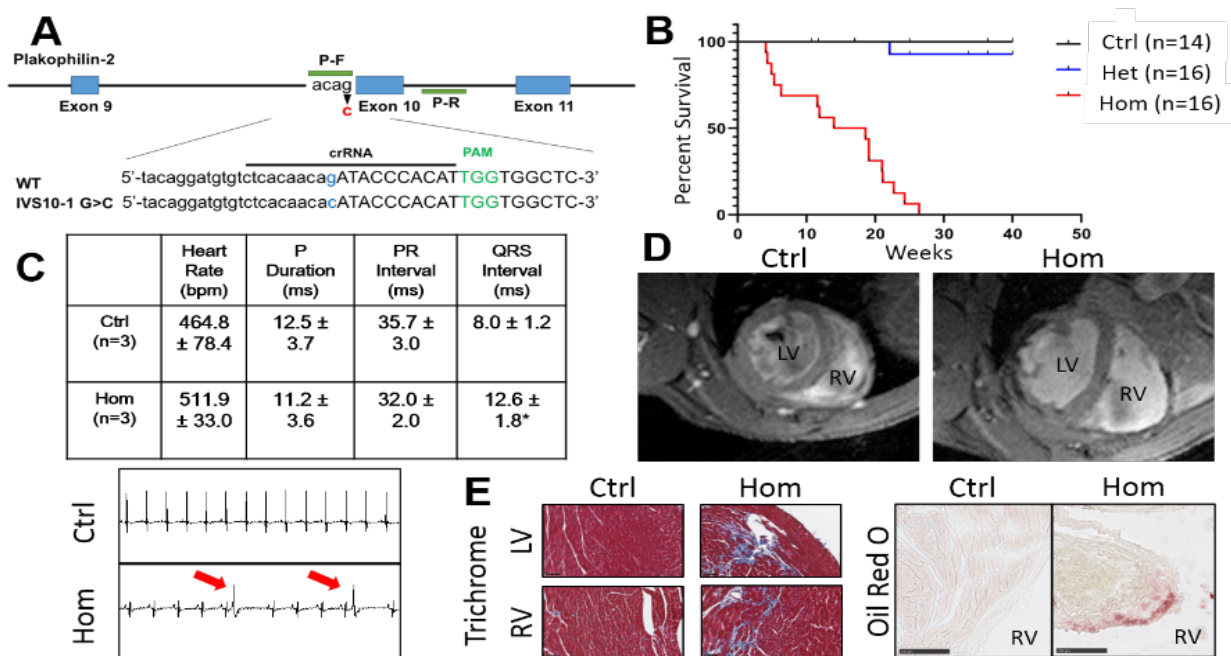 A
Plakophilin-2
P-F
acag
c
Exon 9
Exon 10
P-R
Exon 11
crRNA
PAM
WT
5'-tacaggatgtgtctcacaacagATACCCACATTGGTGGCTC-3'
IVS10-1 G>C
5'-tacaggatgtgtctcacaacacATACCCACATTGGTGGCTC-3'
B
Percent Survival
100
50
0
0 10 20 30 40 50
Weeks
Ctrl (n=14)
Het (n=16)
Hom (n=16)
C
Heart Rate (bpm)
P Duration (ms)
PR Interval (ms)
QRS Interval (ms)
Ctrl (n=3)
464.8 ± 78.4
12.5 ± 3.7
35.7 ± 3.0
8.0 ± 1.2
Hom (n=3)
511.9 ± 33.0
11.2 ± 3.6
32.0 ± 2.0
12.6 ± 1.8*
Ctrl
Hom
D
Ctrl
Hom
LV
RV
LV
RV
E
Ctrl
Hom
Trichrome
LV
RV
Ctrl
Hom
Oil Red O
RV
RV